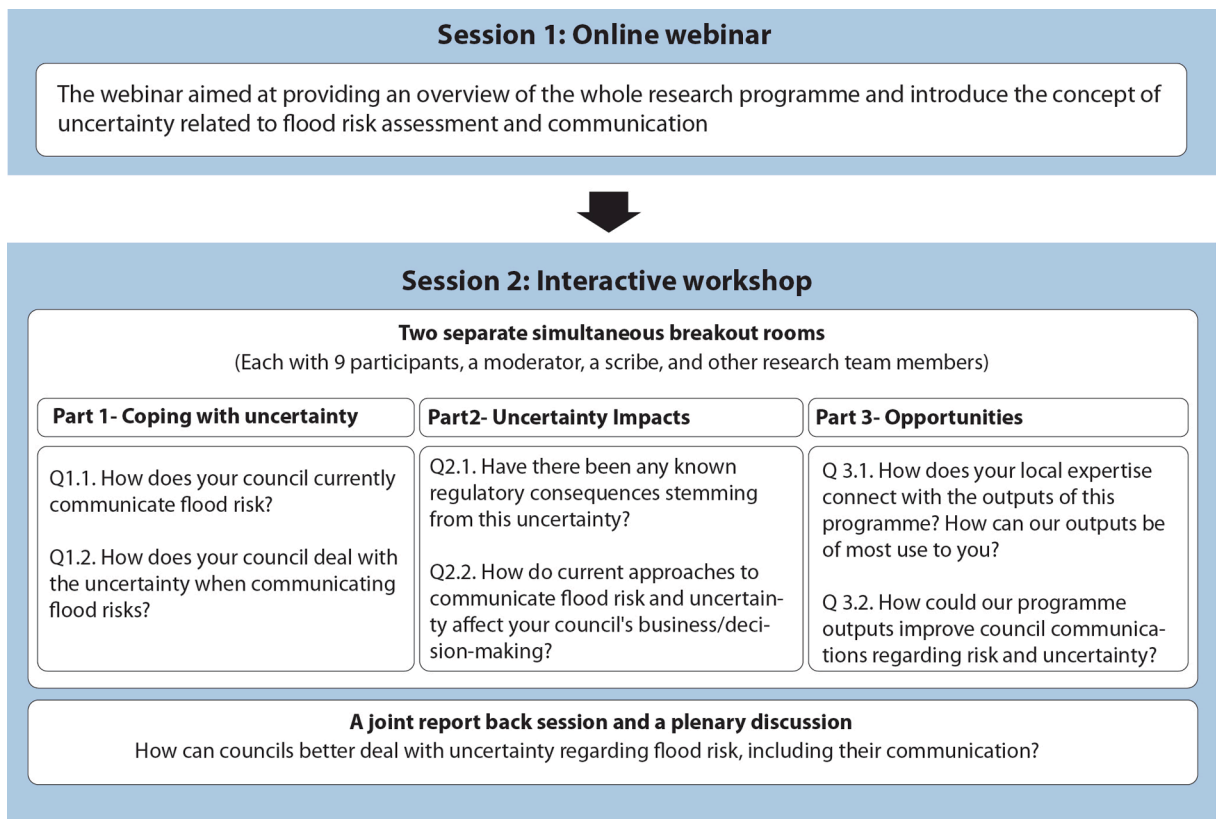 Session 1: Online webinar
The webinar aimed at providing an overview of the whole research programme and introduce the concept of
uncertainty related to flood risk assessment and communication
Session 2: Interactive workshop
Two separate simultaneous breakout rooms
(Each with 9 participants, a moderator, a scribe, and other research team members)
Part 1- Coping with uncertainty
Q1.1. How does your council currently
communicate flood risk?
Q1.2. How does your council deal with
the uncertainty when communicating
flood risks?
Part2- Uncertainty Impacts
Q2.1. Have there been any known
regulatory consequences stemming
from this uncertainty?
Q2.2. How do current approaches to
communicate flood risk and uncertain-
ty affect your council's business/deci-
sion-making?
Part 3- Opportunities
Q 3.1. How does your local expertise
connect with the outputs of this
programme? How can our outputs be
of most use to you?
Q 3.2. How could our programme
outputs improve council communica-
tions regarding risk and uncertainty?
A joint report back session and a plenary discussion
How can councils better deal with uncertainty regarding flood risk, including their communication?